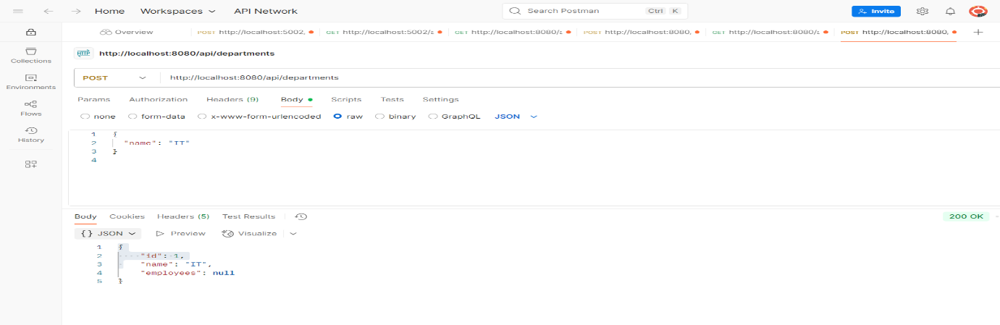 Home Workspaces API Network Search Postman Ctrl K Invite
Overview POST http://localhost:5002, GET http://localhost:5002/a GET http://localhost:8080/a POST http://localhost:8080, GET http://localhost:8080/a POST http://localhost:8080,
Collections
Environments
Flows
History
HTTP http://localhost:8080/api/departments
POST http://localhost:8080/api/departments
Params Authorization Headers (9) Body Scripts Tests Settings
none form-data x-www-form-urlencoded raw binary GraphQL JSON
1 {
2 "name": "IT"
3 }
4
Body Cookies Headers (5) Test Results 200 OK
{} JSON Preview Visualize
1 {
2 "id": 1,
3 "name": "IT",
4 "employees": null
5 }